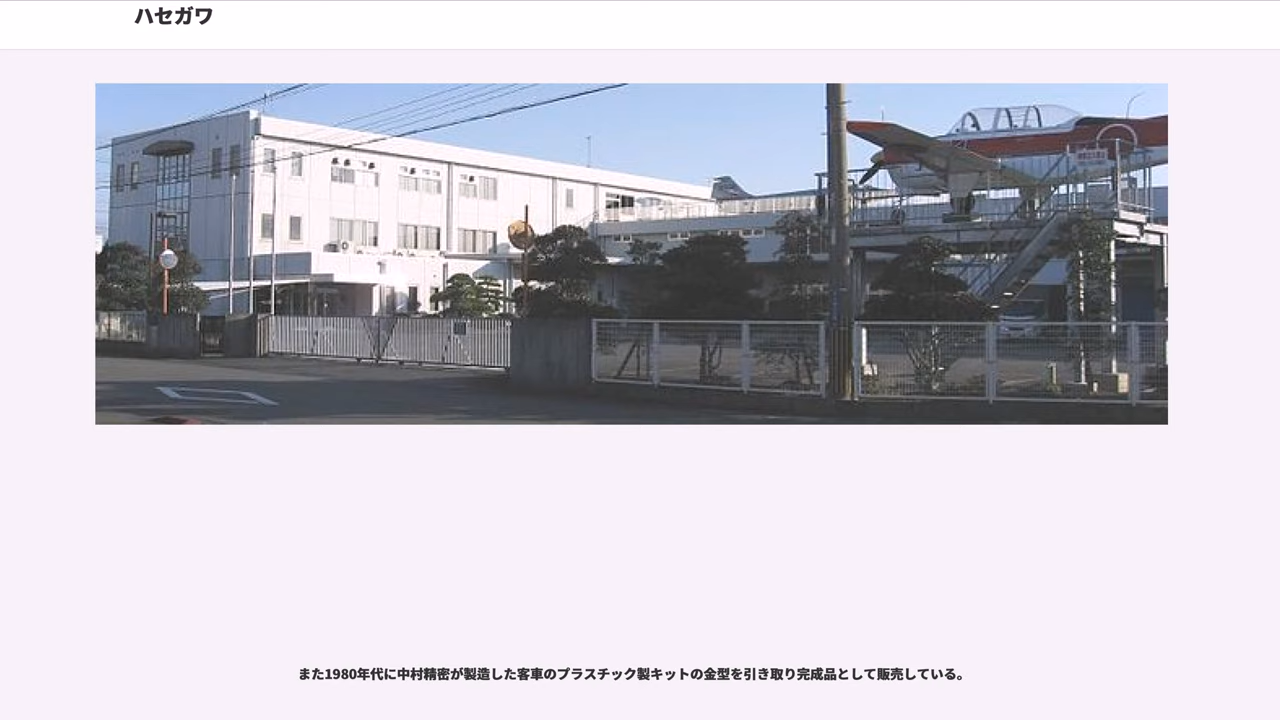 ハセガワ
また1980年代に中村精密が製造した客車のプラスチック製キットの金型を引き取り完成品として販売している。